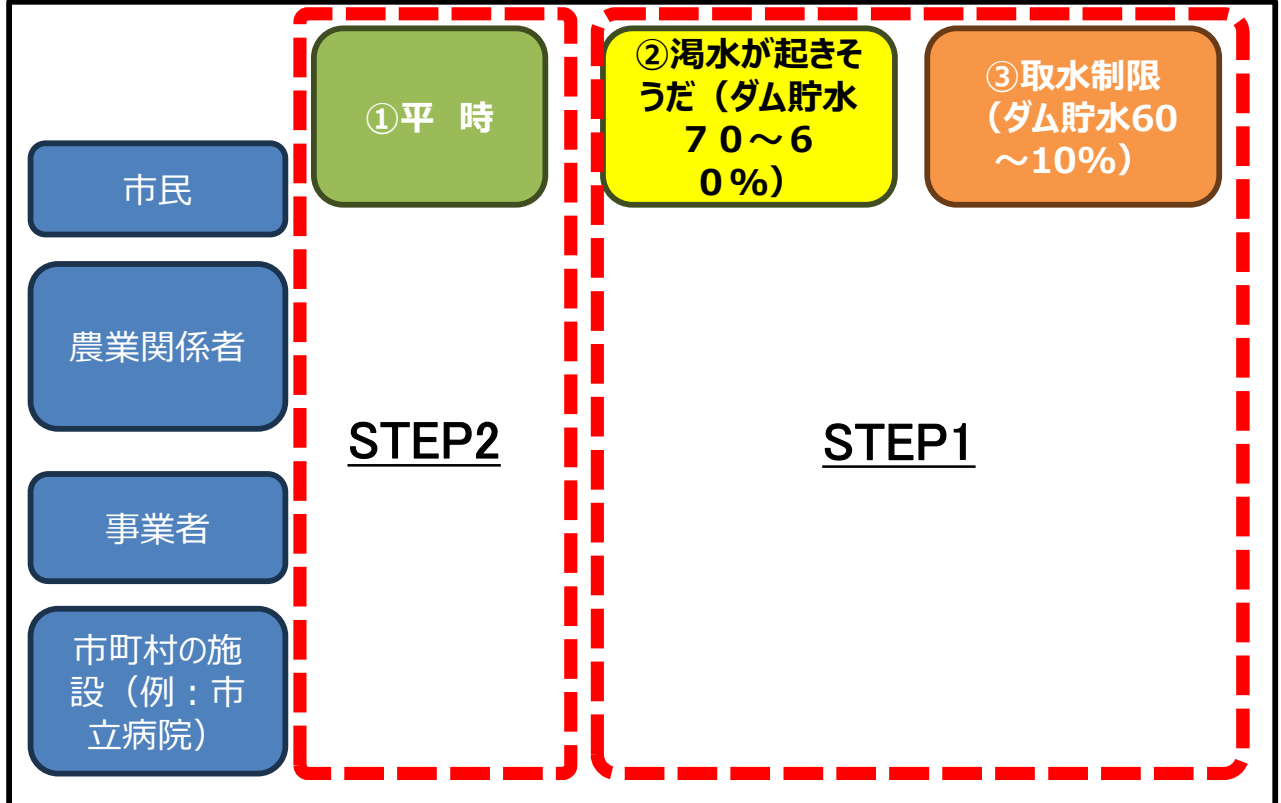 ①平　時
②渇水が起きそ
うだ（ダム貯水
７０～６
０%）
③取水制限
（ダム貯水60
～10%）
市民
農業関係者
事業者
市町村の施
設（例：市
立病院）
STEP2
STEP1